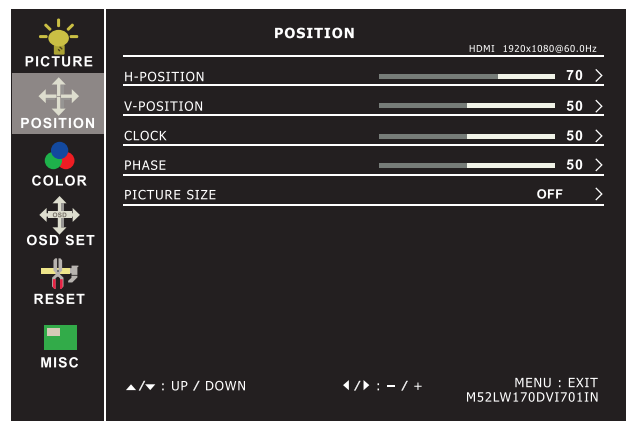 PICTURE
POSITION
COLOR
OSD
OSD SET
RESET
MISC
POSITION
HDMI 1920x1080@60.0Hz
H-POSITION 70
V-POSITION 50
CLOCK 50
PHASE 50
PICTURE SIZE OFF
▲/▼ : UP / DOWN ◀/▶ : – / + MENU : EXIT
M52LW170DVI701IN